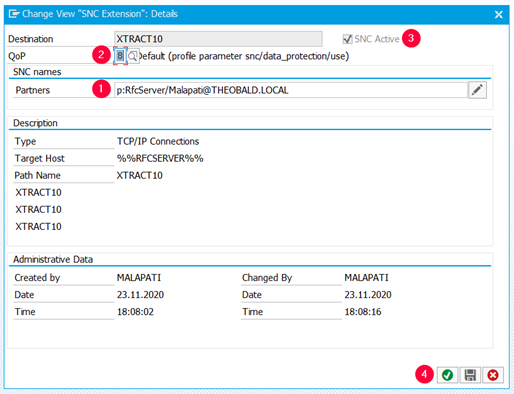 Change View "SNC Extension": Details
Destination XTRACT10 SNC Active 3
QoP 2 8 Default (profile parameter snc/data_protection/use)
SNC names
Partners 1 p:RfcServer/Malapati@THEOBALD.LOCAL
Description
Type TCP/IP Connections
Target Host %%RFCSERVER%%
Path Name XTRACT10
XTRACT10
XTRACT10
XTRACT10
Administrative Data
Created by MALAPATI Changed By MALAPATI
Date 23.11.2020 Date 23.11.2020
Time 18:08:02 Time 18:08:16
4